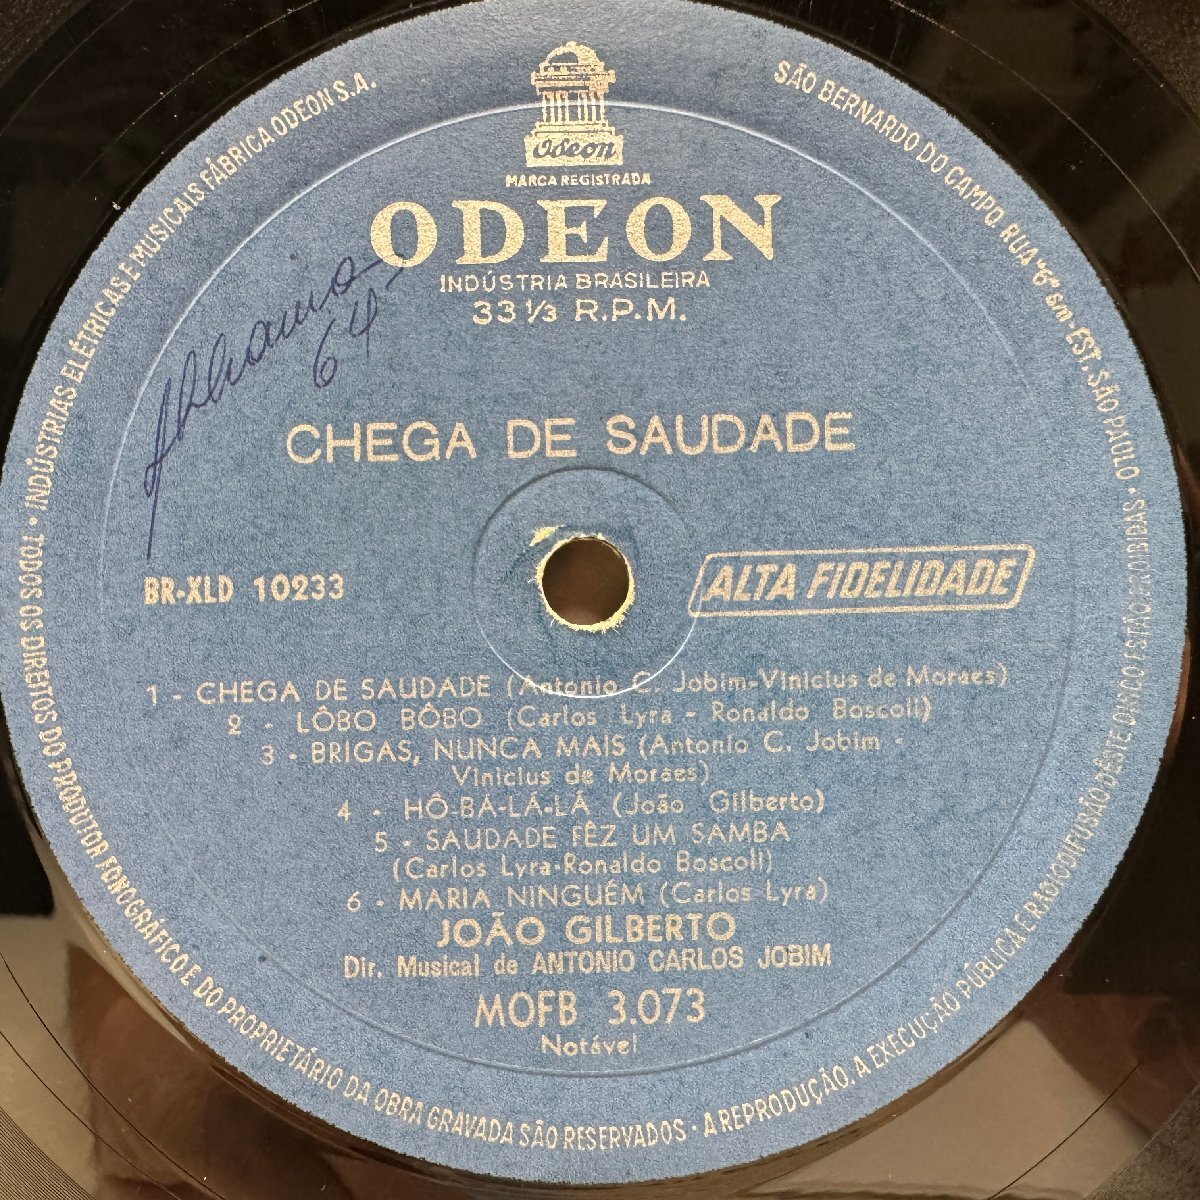 Odeon
MARCA REGISTRADA
ODEON
INDÚSTRIA BRASILEIRA
33 1/3 R.P.M.
64
CHEGA DE SAUDADE
BR-XLD 10233
ALTA FIDELIDADE
1 - CHEGA DE SAUDADE (Antonio C. Jobim-Vinicius de Moraes)
2 - LÔBO BÔBO (Carlos Lyra - Ronaldo Boscoli)
3 - BRIGAS, NUNCA MAIS (Antonio C. Jobim -
Vinicius de Moraes)
4 - HÔ-BÁ-LÁ-LÁ (João Gilberto)
5 - SAUDADE FÊZ UM SAMBA
(Carlos Lyra-Ronaldo Boscoli)
6 - MARIA NINGUÉM (Carlos Lyra)
JOÃO GILBERTO
Dir. Musical de ANTONIO CARLOS JOBIM
MOFB 3.073
Notável
TODOS OS DIREITOS DO PRODUTOR FONOGRÁFICO E DO PROPRIETÁRIO DA OBRA GRAVADA SÃO RESERVADOS · A REPRODUÇÃO, A EXECUÇÃO PÚBLICA E RADIODIFUSÃO DÊSTE DISCO ESTÃO PROIBIDAS ·
INDÚSTRIAS ELÉTRICAS E MUSICAIS FÁBRICA ODEON S.A.
SÃO BERNARDO DO CAMPO, RUA "6" s/n - EST. SÃO PAULO